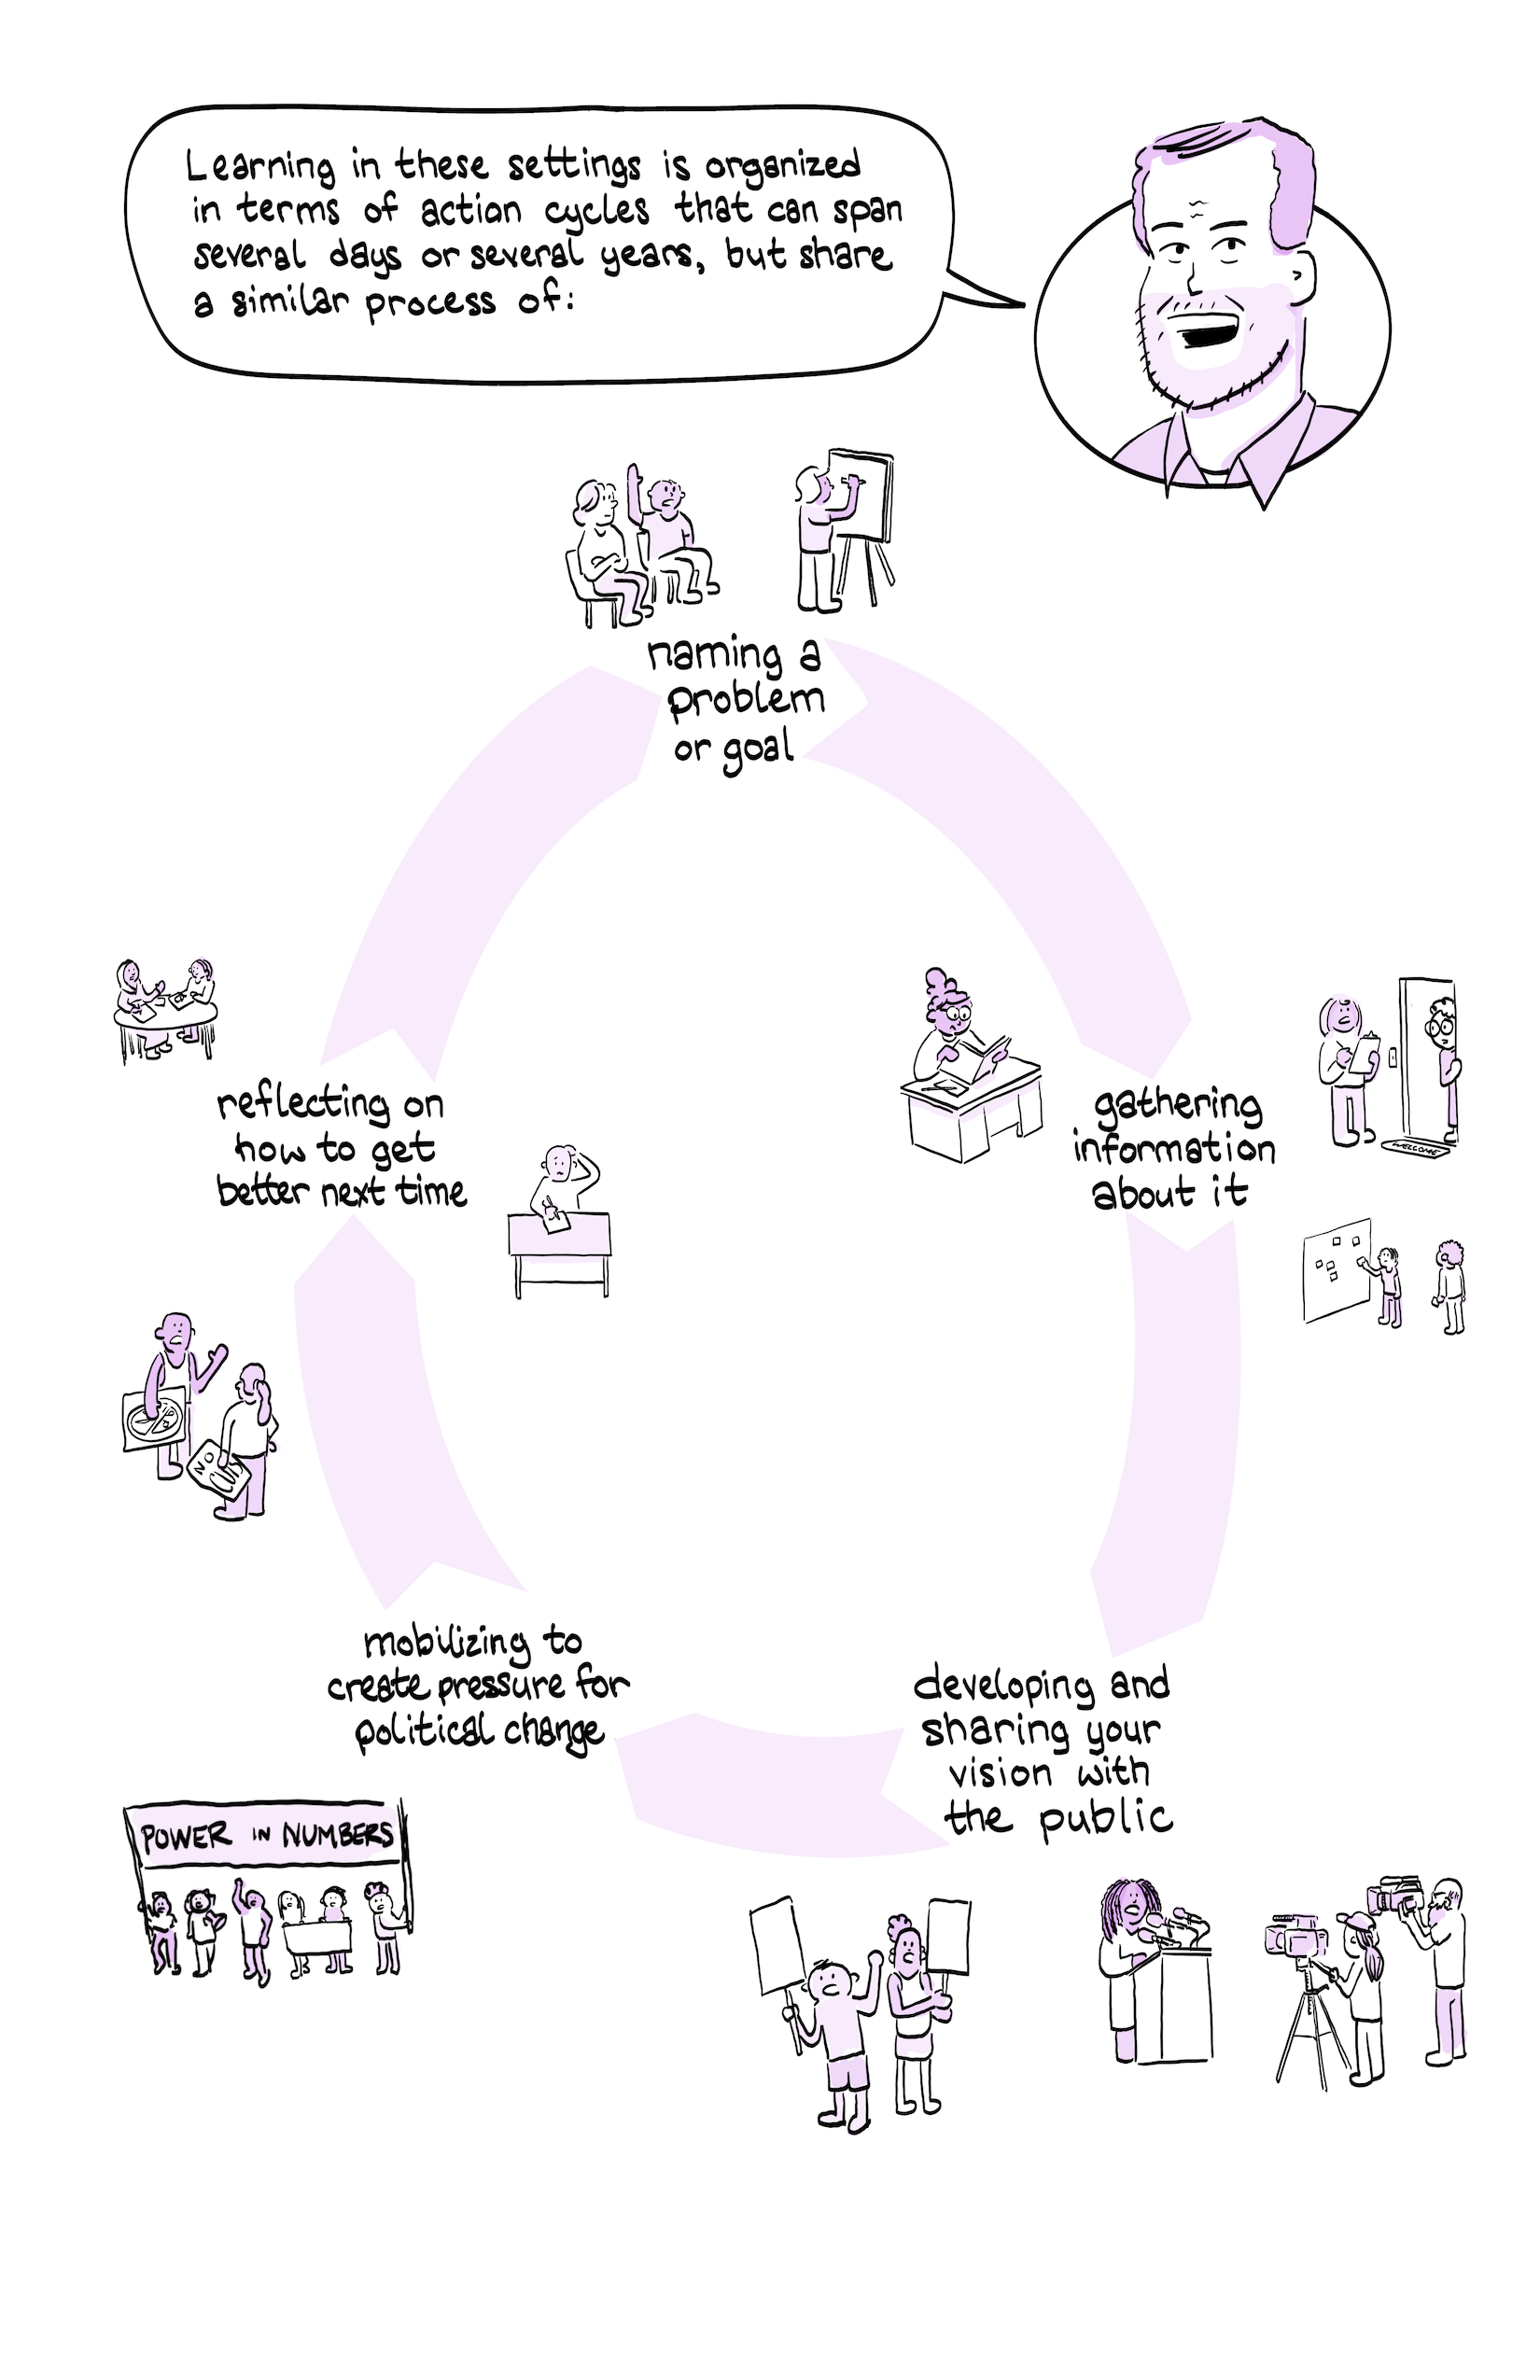 Learning in these settings is organized
in terms of action cycles that can span
several days or several years, but share
a similar process of:
naming a
problem
or goal
gathering
information
about it
WELCOME
developing and
sharing your
vision with
the public
mobilizing to
create pressure for
political change
POWER IN NUMBERS
reflecting on
how to get
better next time
NO